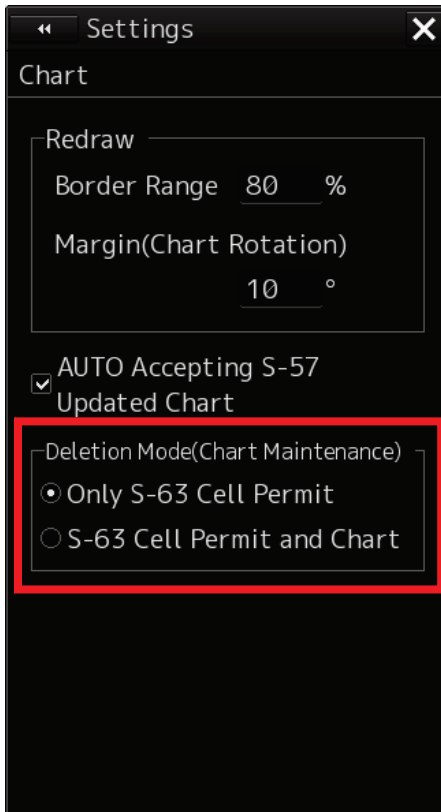 Settings
Chart
Redraw
Border Range 80 %
Margin(Chart Rotation)
10 °
AUTO Accepting S-57
Updated Chart
Deletion Mode(Chart Maintenance)
Only S-63 Cell Permit
S-63 Cell Permit and Chart